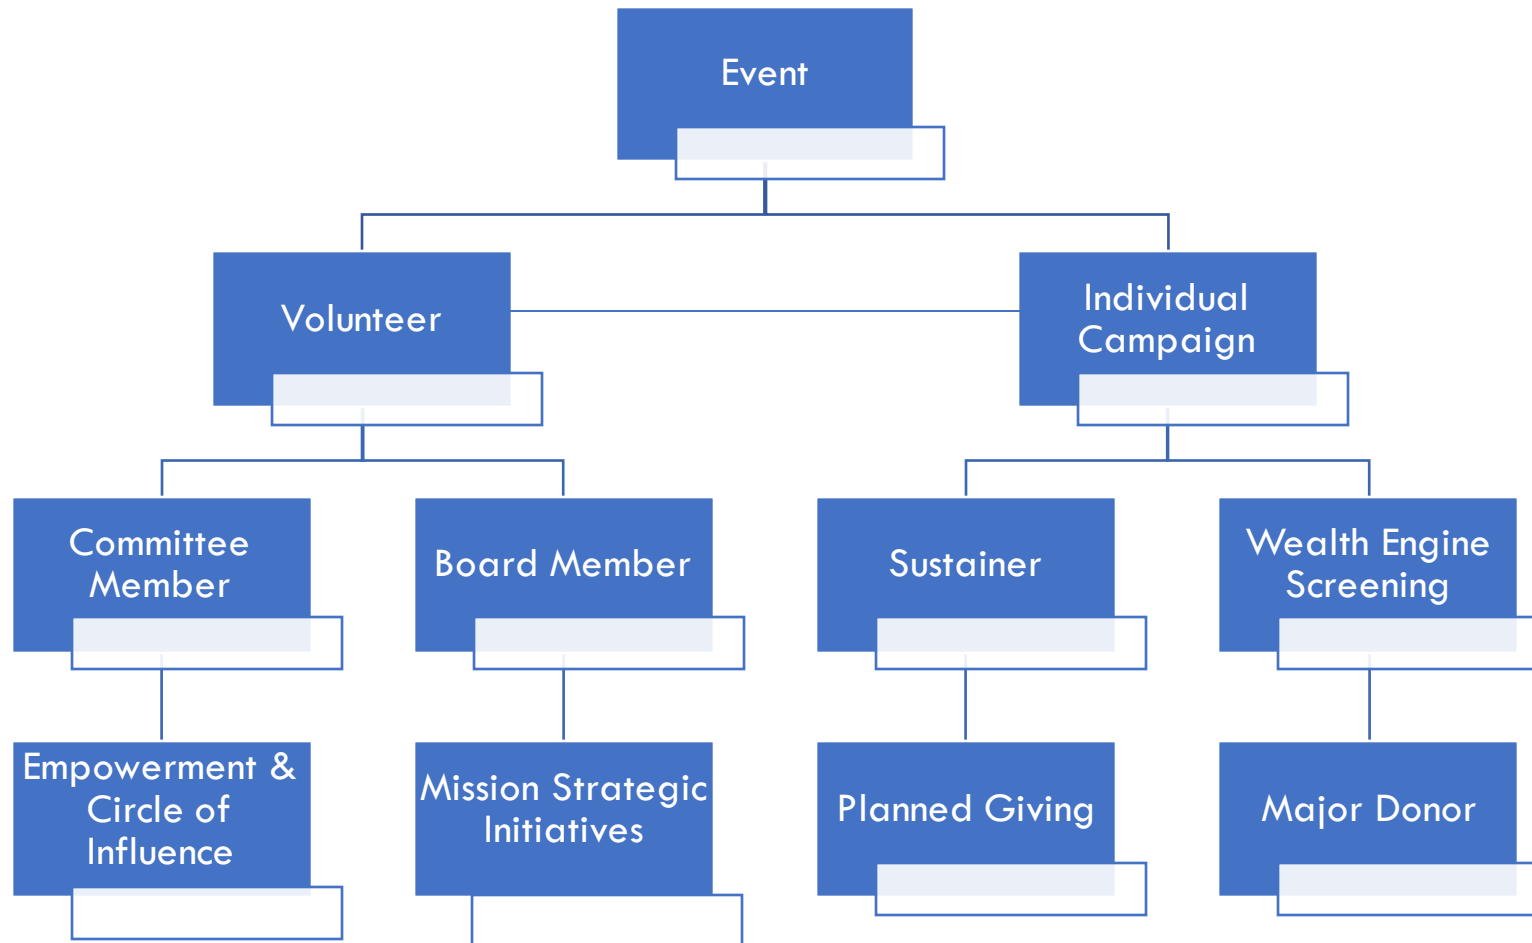 Event
Volunteer
Individual
Campaign
Committee
Member
Board Member
Sustainer
Wealth Engine
Screening
Empowerment &
Circle of
Influence
Mission Strategic
Initiatives
Planned Giving
Major Donor